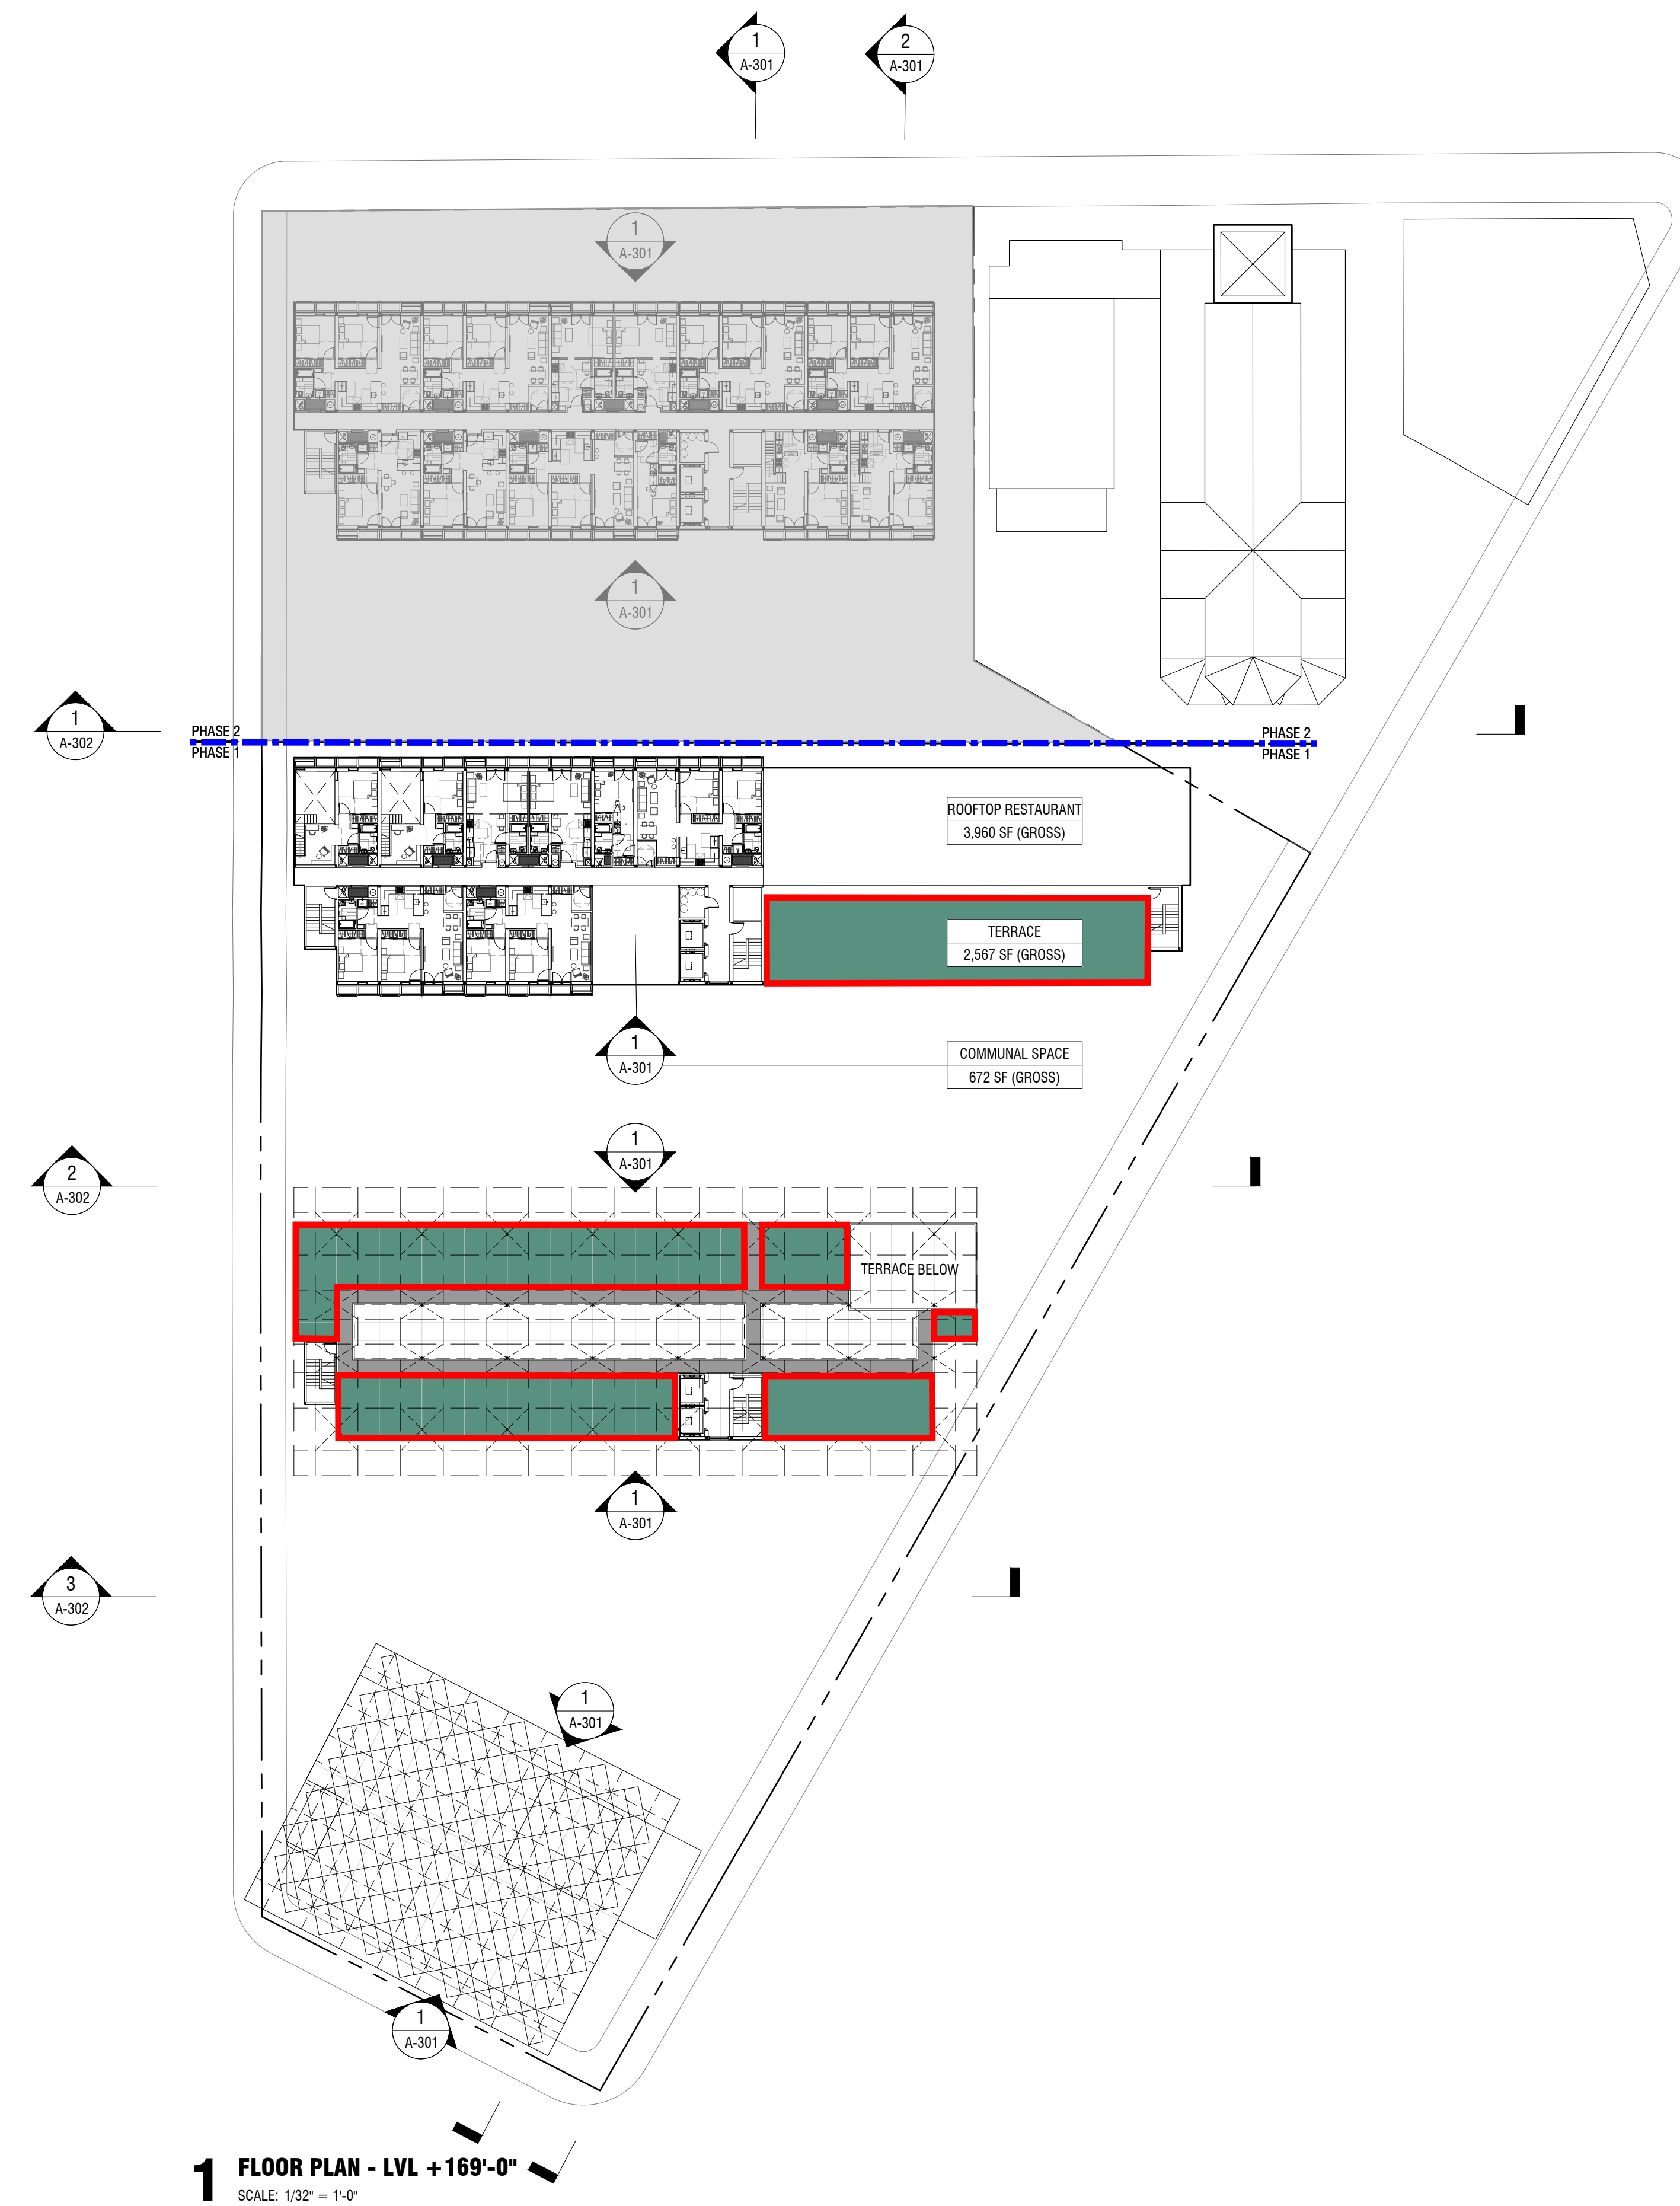 1
A-301
2
A-301
1
A-301
1
A-301
1
A-302
PHASE 2
PHASE 1
PHASE 2
PHASE 1
ROOFTOP RESTAURANT
3,960 SF (GROSS)
TERRACE
2,567 SF (GROSS)
1
A-301
COMMUNAL SPACE
672 SF (GROSS)
1
A-301
2
A-302
TERRACE BELOW
1
A-301
3
A-302
1
A-301
1
A-301
1 FLOOR PLAN - LVL +169'-0"
SCALE: 1/32" = 1'-0"